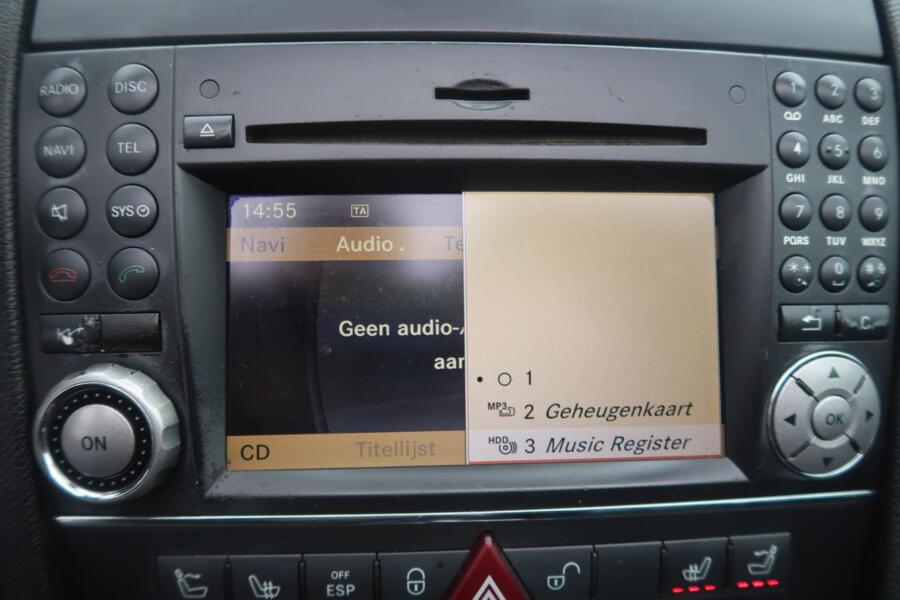 RADIO
DISC
NAVI
TEL
SYS
ON
14:55
TA
Navi
Audio
Te
Geen audio-
aan
CD
Titellijst
1
MP3 2 Geheugenkaart
HDD 3 Music Register
1
2
3
ABC
DEF
4
5
6
GHI
JKL
MNO
7
8
9
PQRS
TUV
WXYZ
* +
0
#
C
OK
OFF
ESP